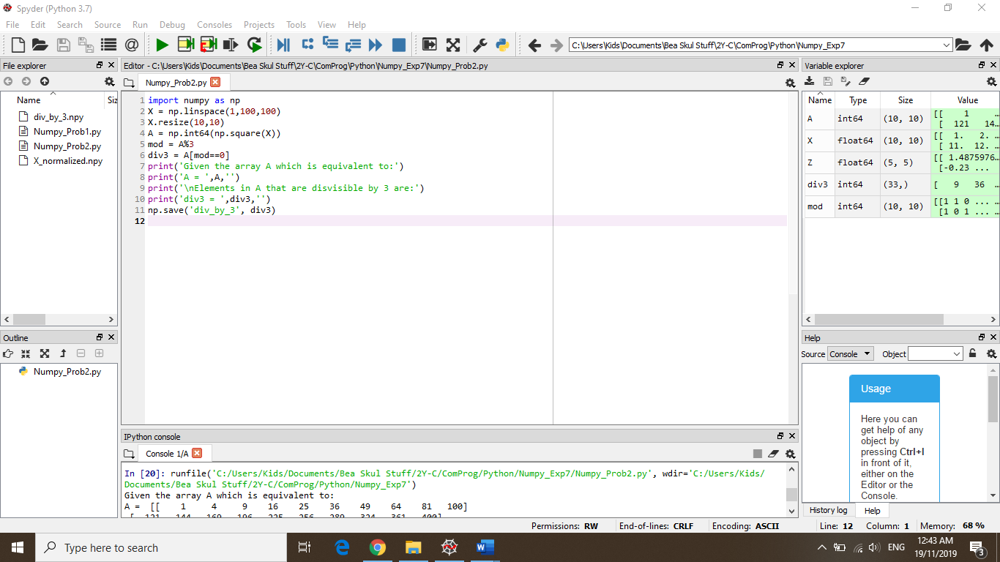 Spyder (Python 3.7)
File Edit Search Source Run Debug Consoles Projects Tools View Help
C:\Users\Kids\Documents\Bea Skul Stuff\2Y-C\ComProg\Python\Numpy_Exp7
File explorer
Name Siz
div_by_3.npy
Numpy_Prob1.py
Numpy_Prob2.py
X_normalized.npy
Outline
Numpy_Prob2.py
Editor - C:\Users\Kids\Documents\Bea Skul Stuff\2Y-C\ComProg\Python\Numpy_Exp7\Numpy_Prob2.py
Numpy_Prob2.py
1 import numpy as np
2 X = np.linspace(1,100,100)
3 X.resize(10,10)
4 A = np.int64(np.square(X))
5 mod = A%3
6 div3 = A[mod==0]
7 print('Given the array A which is equivalent to:')
8 print('A = ',A,'')
9 print('\nElements in A that are disvisible by 3 are:')
10 print('div3 = ',div3,'')
11 np.save('div_by_3', div3)
12
IPython console
Console 1/A
In [20]: runfile('C:/Users/Kids/Documents/Bea Skul Stuff/2Y-C/ComProg/Python/Numpy_Exp7/Numpy_Prob2.py', wdir='C:/Users/Kids/
Documents/Bea Skul Stuff/2Y-C/ComProg/Python/Numpy_Exp7')
Given the array A which is equivalent to:
A = [[ 1 4 9 16 25 36 49 64 81 100]
[ 121 144 169 196 225 256 289 324 361 400]
Variable explorer
Name Type Size Value
A int64 (10, 10) [[ 1 ...
[ 121 14...
X float64 (10, 10) [[ 1. 2. ...
[ 11. 12. ...
Z float64 (5, 5) [[ 1.4875976...
[-0.23 ... ...
div3 int64 (33,) [ 9 36 ...
mod int64 (10, 10) [[1 1 0 ... ...
[1 0 1 ... ...
Help
Source Console Object
Usage
Here you can
get help of any
object by
pressing Ctrl+I
in front of it,
either on the
Editor or the
Console.
History log Help
Permissions: RW End-of-lines: CRLF Encoding: ASCII Line: 12 Column: 1 Memory: 68 %
Type here to search
W
ENG
12:43 AM
19/11/2019
3